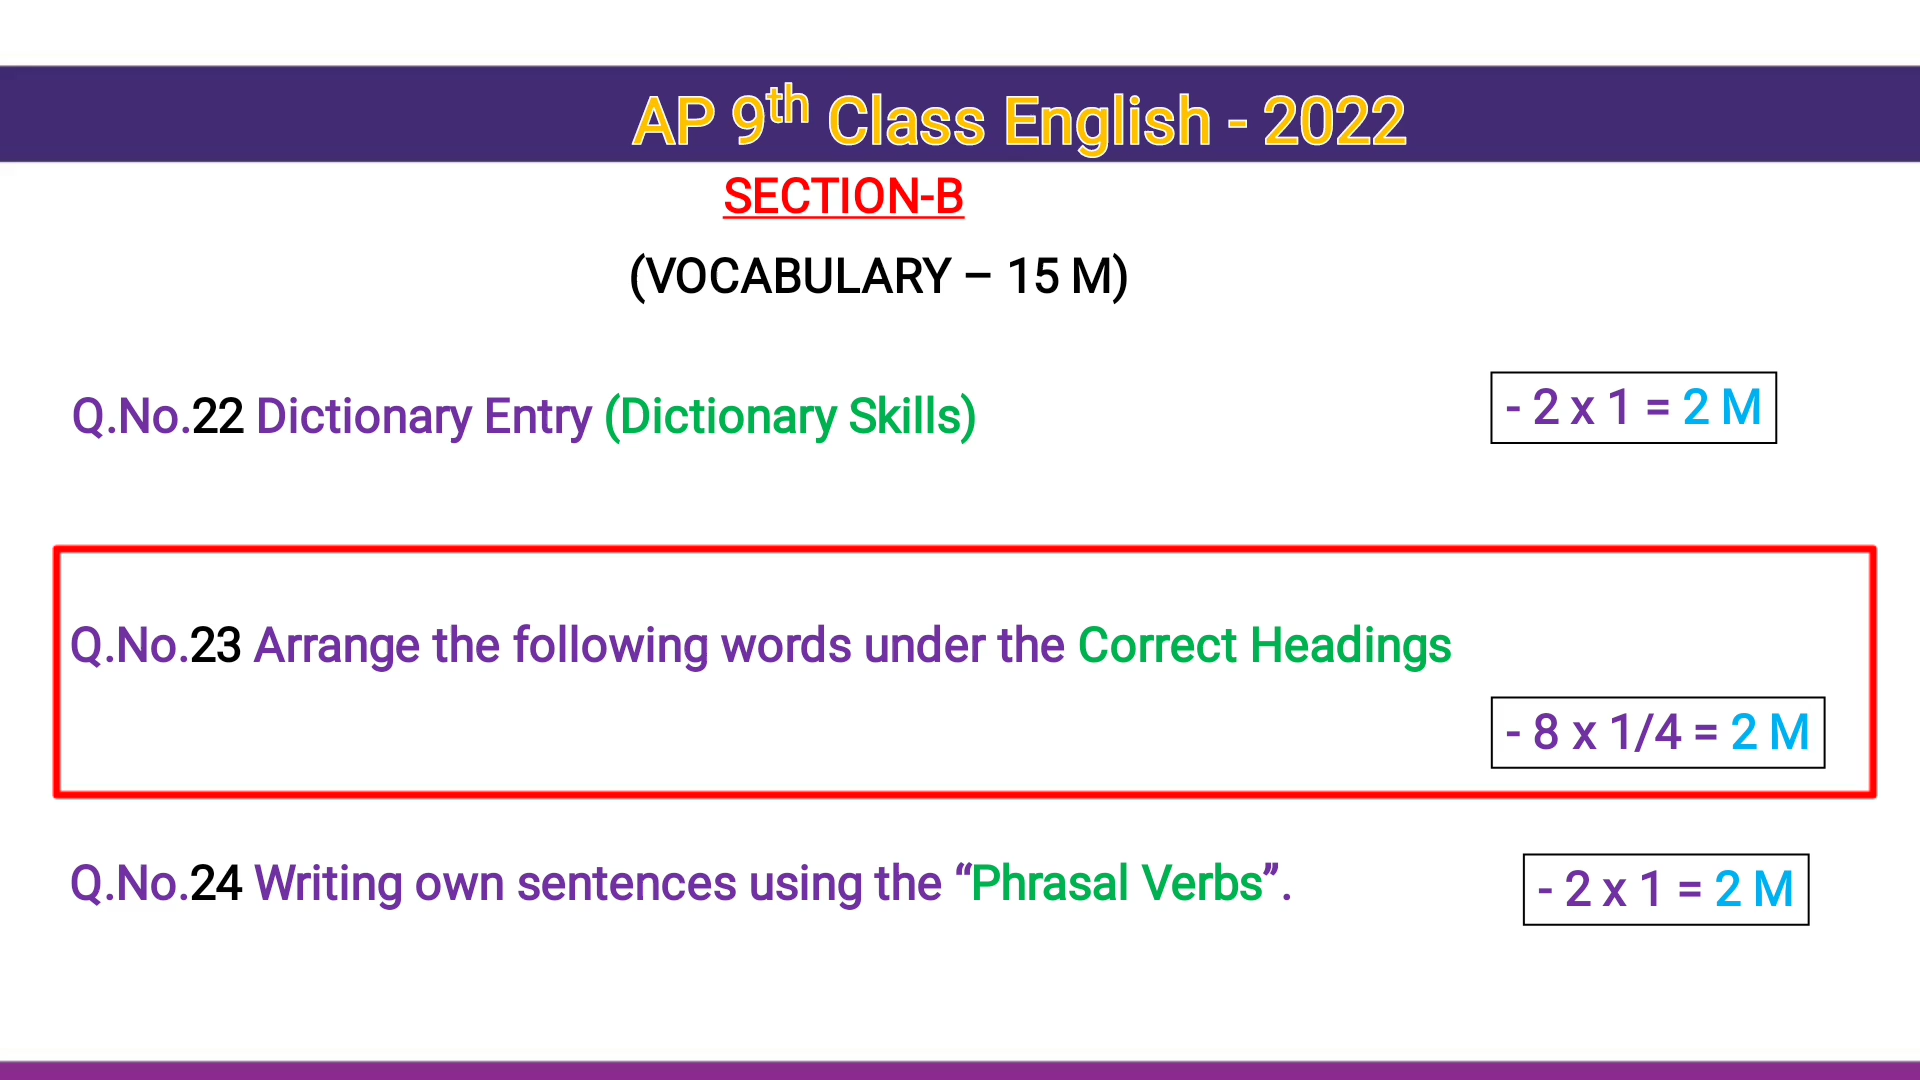 AP 9th Class English - 2022
SECTION-B
(VOCABULARY – 15 M)
Q.No.22 Dictionary Entry (Dictionary Skills)
- 2 x 1 = 2 M
Q.No.23 Arrange the following words under the Correct Headings
- 8 x 1/4 = 2 M
Q.No.24 Writing own sentences using the “Phrasal Verbs”.
- 2 x 1 = 2 M